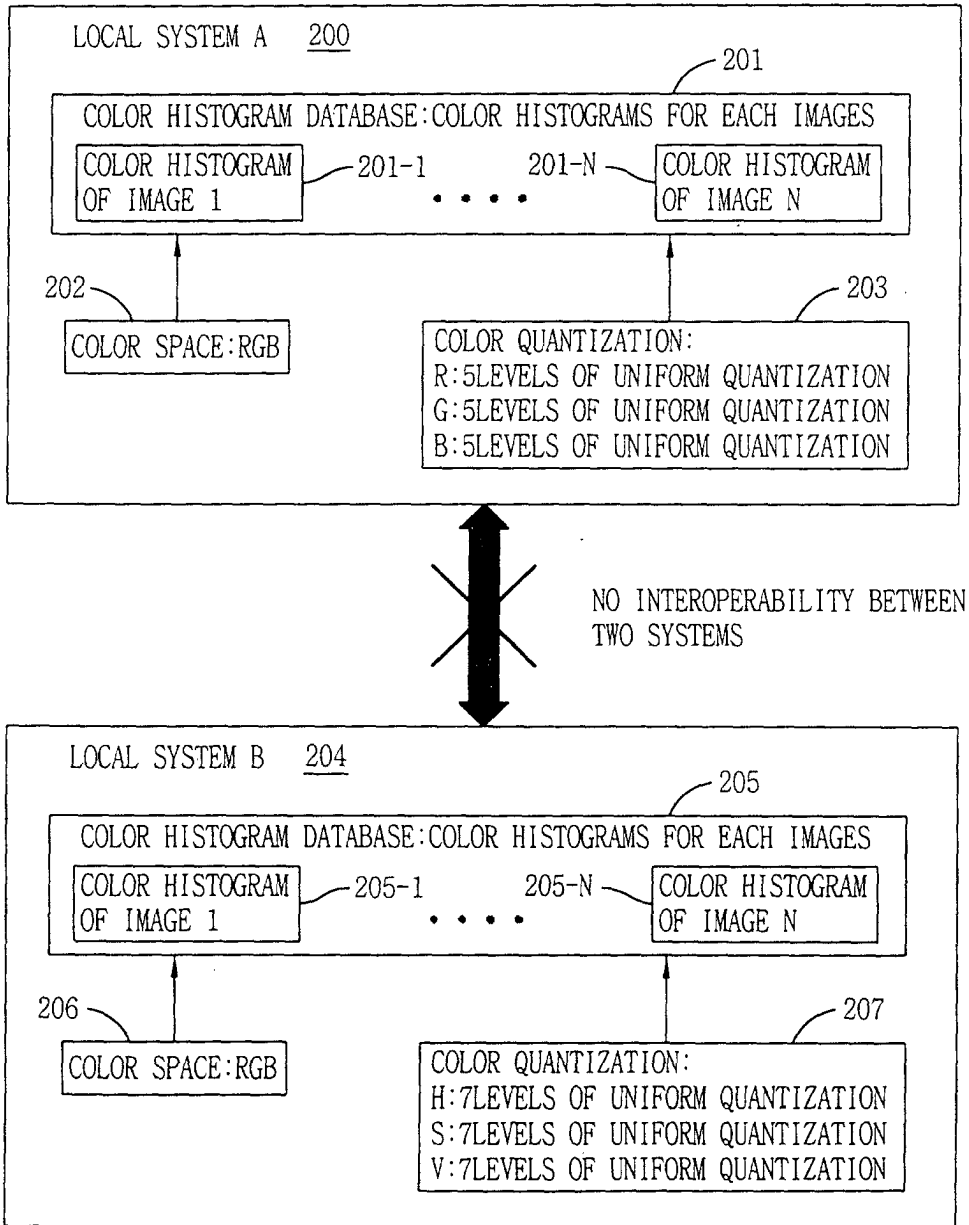 LOCAL SYSTEM A 200
201
COLOR HISTOGRAM DATABASE:COLOR HISTOGRAMS FOR EACH IMAGES
COLOR HISTOGRAM
OF IMAGE 1
201-1
201-N
COLOR HISTOGRAM
OF IMAGE N
202
COLOR SPACE:RGB
203
COLOR QUANTIZATION:
R:5LEVELS OF UNIFORM QUANTIZATION
G:5LEVELS OF UNIFORM QUANTIZATION
B:5LEVELS OF UNIFORM QUANTIZATION
NO INTEROPERABILITY BETWEEN
TWO SYSTEMS
LOCAL SYSTEM B 204
205
COLOR HISTOGRAM DATABASE:COLOR HISTOGRAMS FOR EACH IMAGES
COLOR HISTOGRAM
OF IMAGE 1
205-1
205-N
COLOR HISTOGRAM
OF IMAGE N
206
COLOR SPACE:RGB
207
COLOR QUANTIZATION:
H:7LEVELS OF UNIFORM QUANTIZATION
S:7LEVELS OF UNIFORM QUANTIZATION
V:7LEVELS OF UNIFORM QUANTIZATION